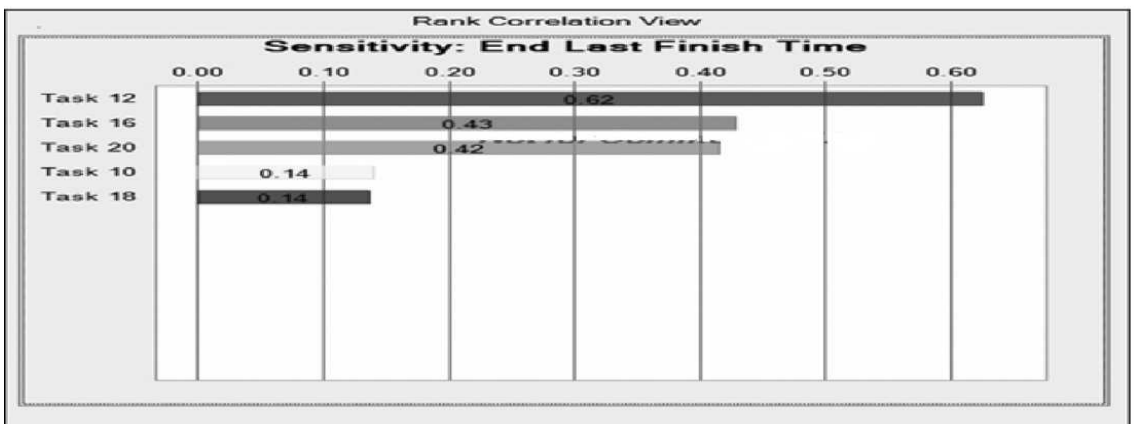 Rank Correlation View
Sensitivity: End Last Finish Time
0.00 0.10 0.20 0.30 0.40 0.50 0.60
Task 12 0.62
Task 16 0.43
Task 20 0.42
Task 10 0.14
Task 18 0.14